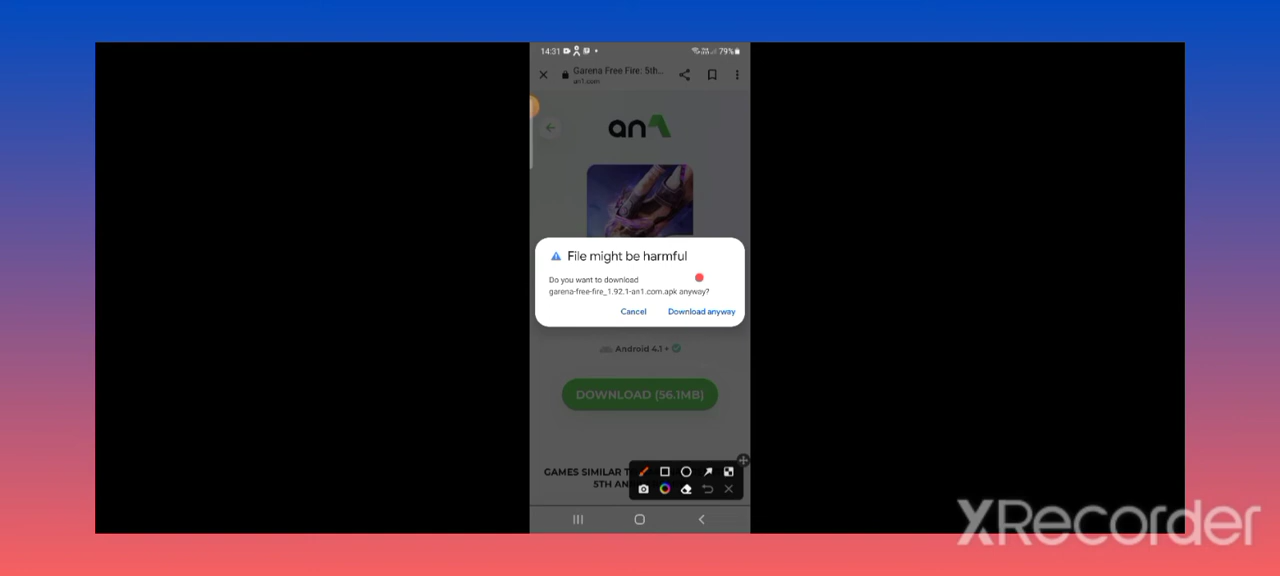 14:31 79%
Garena Free Fire: 5th...
an1.com
an1
File might be harmful
Do you want to download
garena-free-fire_1.92.1-an1.com.apk anyway?
Cancel Download anyway
Android 4.1 +
DOWNLOAD (56.1MB)
GAMES SIMILAR T
5TH AN
XRecorder